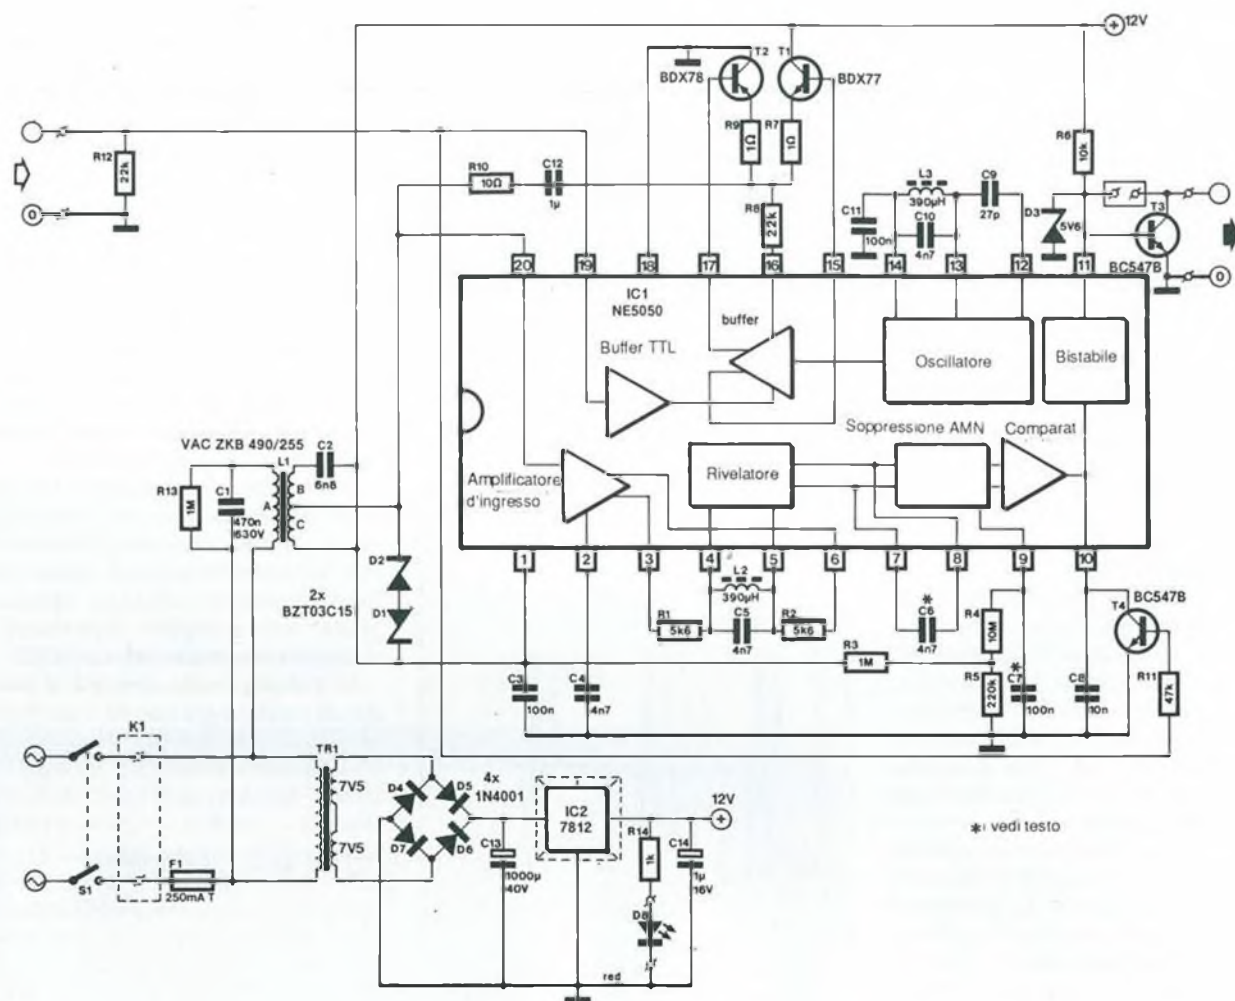 12V
T2
T1
BDX78
BDX77
R9
1Ω
R7
1Ω
R12
22k
R6
10k
R10
10Ω
C12
1µ
L3
390µH
C9
27p
C11
100n
C10
4n7
R8
22k
D3
5V6
T3
BC547B
0
0
20
19
18
17
16
15
14
13
12
11
IC1
NE5050
buffer
Buffer TTL
Oscillatore
Bistabile
Soppressione AMN
Comparat
Rivelatore
Amplificatore
d'ingresso
VAC ZKB 490/255
L1
C2
6n8
R13
1M
C1
470n
630V
A
B
C
D2
2x
BZT03C15
D1
1
2
3
4
5
6
7
8
9
10
L2
390µH
R1
5k6
C5
4n7
R2
5k6
*
C6
4n7
R4
10M
T4
BC547B
R3
1M
R5
220k
*
C7
100n
C8
10n
R11
47k
C3
100n
C4
4n7
K1
TR1
7V5
7V5
D4
D5
D7
D6
4x
1N4001
IC2
7812
12V
R14
1k
C14
1µ
16V
C13
1000µ
40V
S1
F1
250mA T
D8
red
*: vedi testo